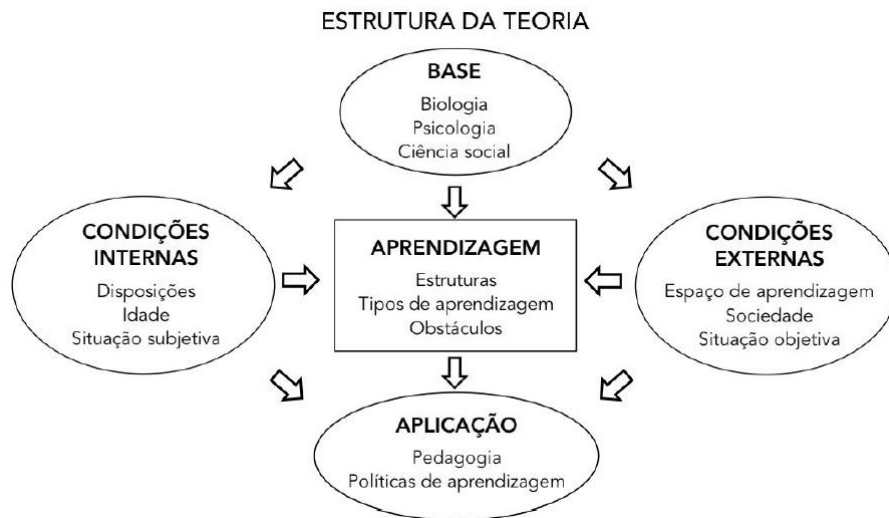 ESTRUTURA DA TEORIA
BASE
Biologia
Psicologia
Ciência social
CONDIÇÕES
INTERNAS
Disposições
Idade
Situação subjetiva
APRENDIZAGEM
Estruturas
Tipos de aprendizagem
Obstáculos
CONDIÇÕES
EXTERNAS
Espaço de aprendizagem
Sociedade
Situação objetiva
APLICAÇÃO
Pedagogia
Políticas de aprendizagem